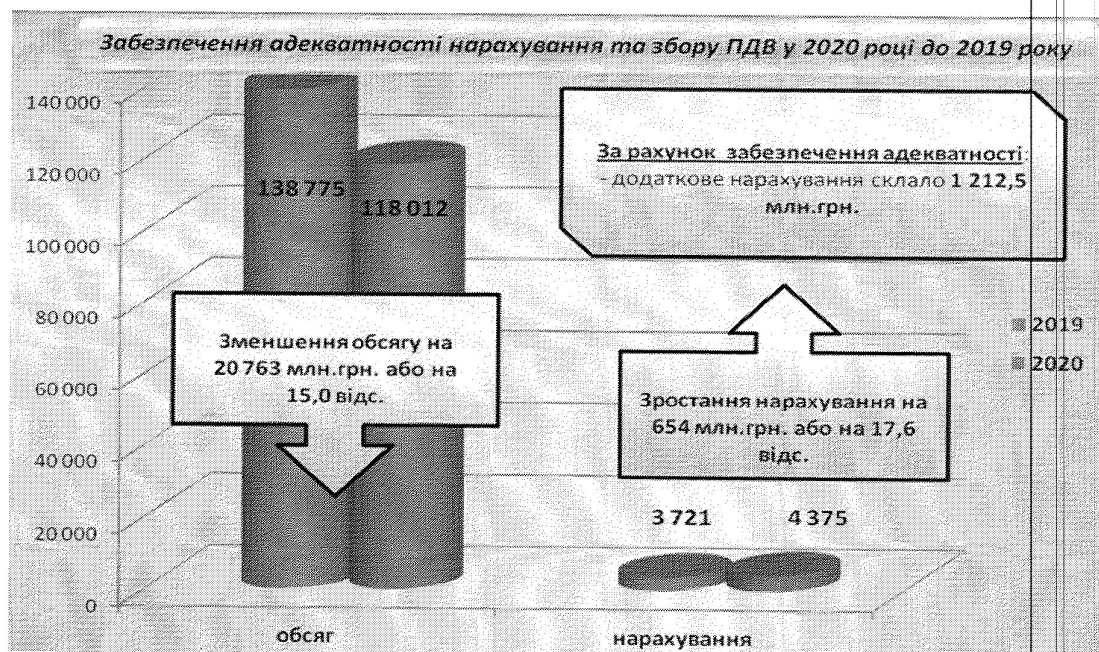 Забезпечення адекватності нарахування та збору ПДВ у 2020 році до 2019 року
140 000
120 000
100 000
80 000
60 000
40 000
20 000
0
138 775
118 012
Зменшення обсягу на
20 763 млн.грн. або на
15,0 відс.
За рахунок забезпечення адекватності:
- додаткове нарахування склало 1 212,5
млн.грн.
Зростання нарахування на
654 млн.грн. або на 17,6
відс.
3 721
4 375
2019
2020
обсяг
нарахування